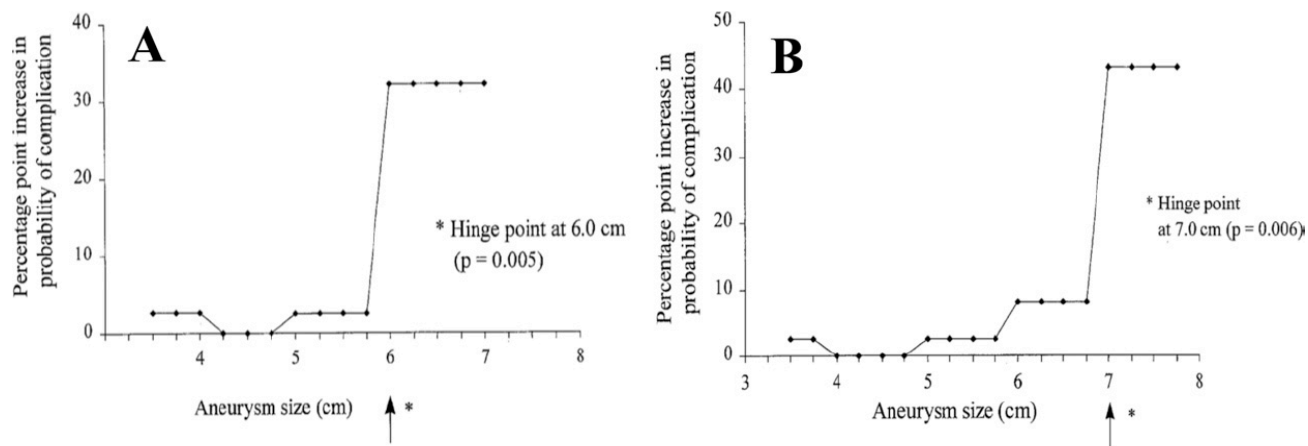 A
Percentage point increase in
probability of complication
40
30
20
10
0
4 5 6 7 8
Aneurysm size (cm)
*
* Hinge point at 6.0 cm
(p = 0.005)
B
Percentage point increase in
probability of complication
50
40
30
20
10
0
3 4 5 6 7 8
Aneurysm size (cm)
*
* Hinge point
at 7.0 cm (p = 0.006)